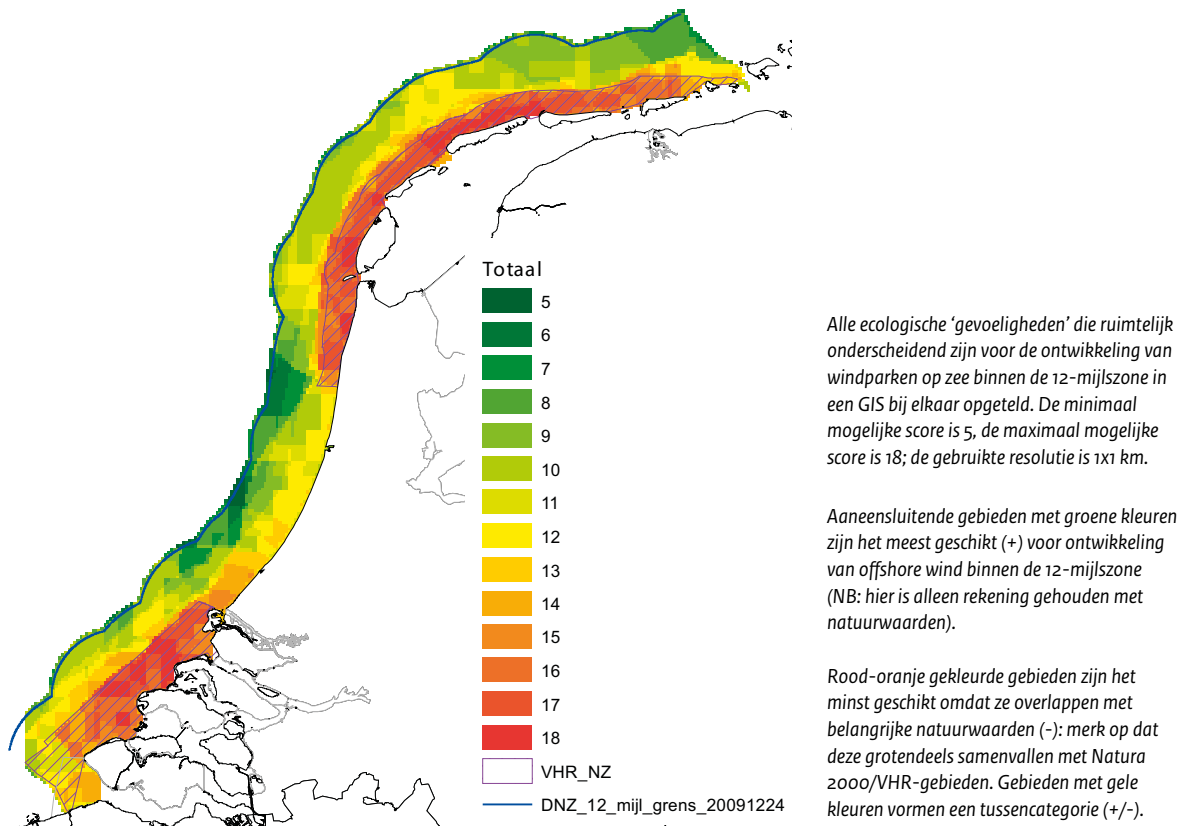 Totaal
5
6
7
8
9
10
11
12
13
14
15
16
17
18
VHR_NZ
DNZ_12_mijl_grens_20091224
Alle ecologische ‘gevoeligheden’ die ruimtelijk
onderscheidend zijn voor de ontwikkeling van
windparken op zee binnen de 12-mijlszone in
een GIS bij elkaar opgeteld. De minimaal
mogelijke score is 5, de maximaal mogelijke
score is 18; de gebruikte resolutie is 1x1 km.
Aaneensluitende gebieden met groene kleuren
zijn het meest geschikt (+) voor ontwikkeling
van offshore wind binnen de 12-mijlszone
(NB: hier is alleen rekening gehouden met
natuurwaarden).
Rood-oranje gekleurde gebieden zijn het
minst geschikt omdat ze overlappen met
belangrijke natuurwaarden (-): merk op dat
deze grotendeels samenvallen met Natura
2000/VHR-gebieden. Gebieden met gele
kleuren vormen een tussencategorie (+/-).